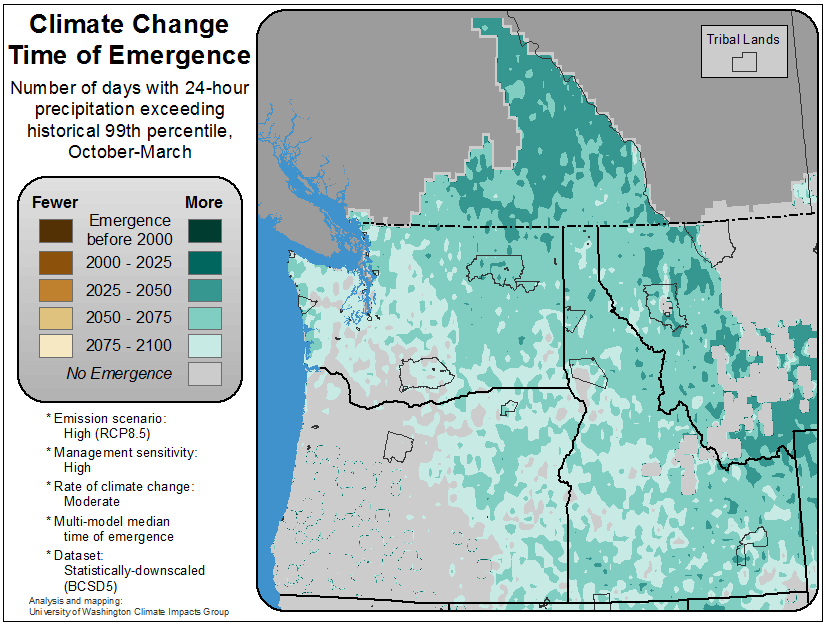 Climate Change
Time of Emergence
Number of days with 24-hour
precipitation exceeding
historical 99th percentile,
October-March
Fewer More
Emergence
before 2000
2000 - 2025
2025 - 2050
2050 - 2075
2075 - 2100
No Emergence
* Emission scenario:
High (RCP8.5)
* Management sensitivity:
High
* Rate of climate change:
Moderate
* Multi-model median
time of emergence
* Dataset:
Statistically-downscaled
(BCSD5)
Analysis and mapping:
University of Washington Climate Impacts Group
Tribal Lands